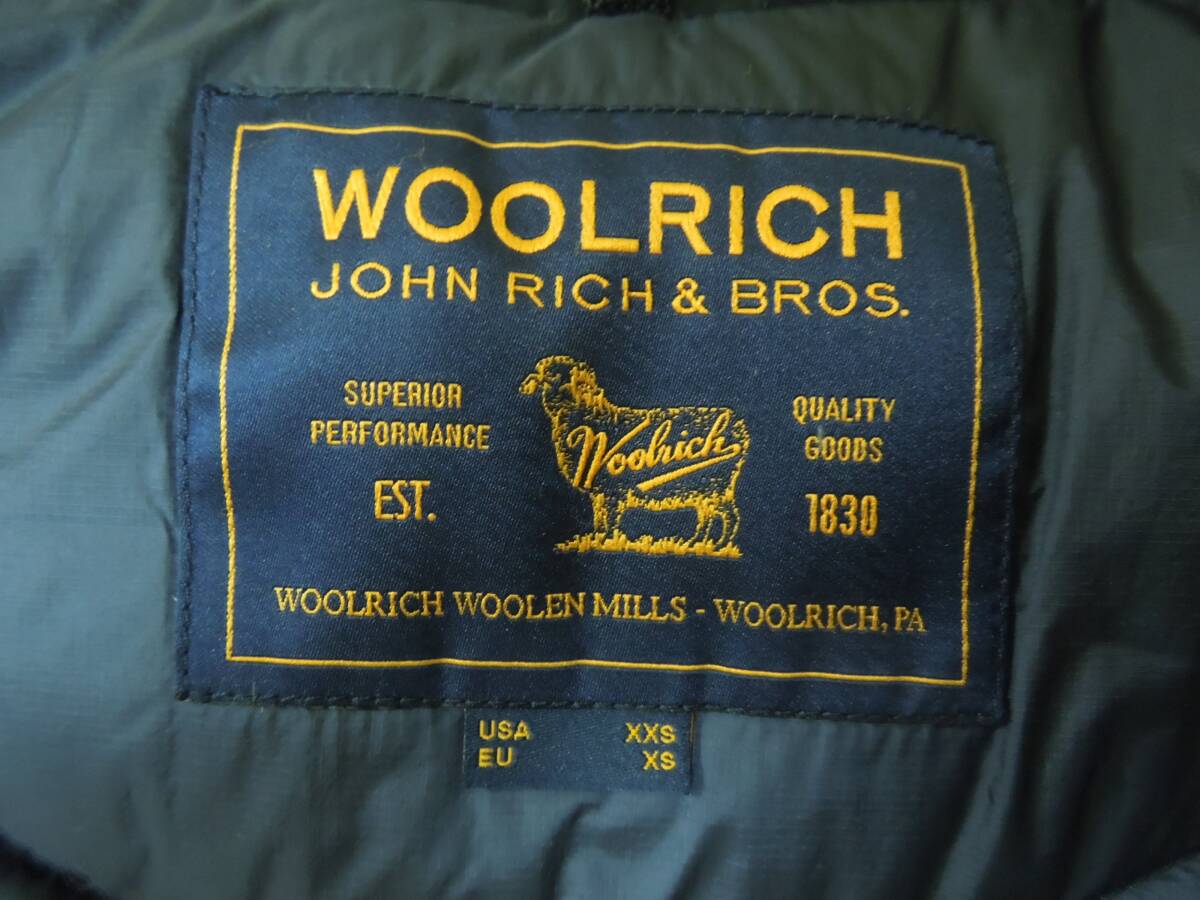 WOOLRICH
JOHN RICH & BROS.
SUPERIOR
PERFORMANCE
EST.
Woolrich
QUALITY
GOODS
1830
WOOLRICH WOOLEN MILLS - WOOLRICH, PA
USA XXS
EU XS